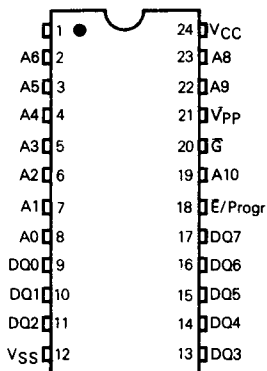 1 24 VCC
A6 2 23 A8
A5 3 22 A9
A4 4 21 VPP
A3 5 20 G̅
A2 6 19 A10
A1 7 18 E̅/Progr
A0 8 17 DQ7
DQ0 9 16 DQ6
DQ1 10 15 DQ5
DQ2 11 14 DQ4
VSS 12 13 DQ3